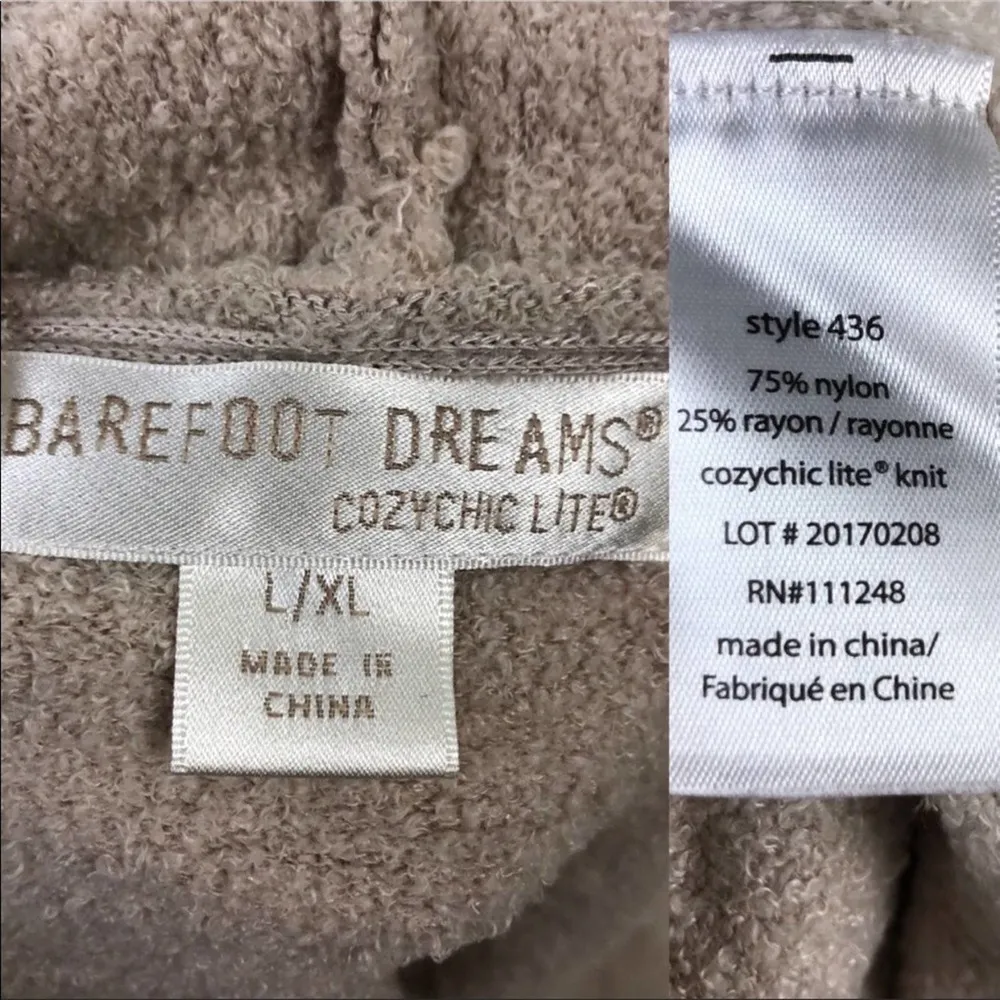 BAREFOOT DREAMS®
COZYCHIC LITE®
L/XL
MADE IN
CHINA
style 436
75% nylon
25% rayon / rayonne
cozychic lite® knit
LOT # 20170208
RN#111248
made in china/
Fabriqué en Chine